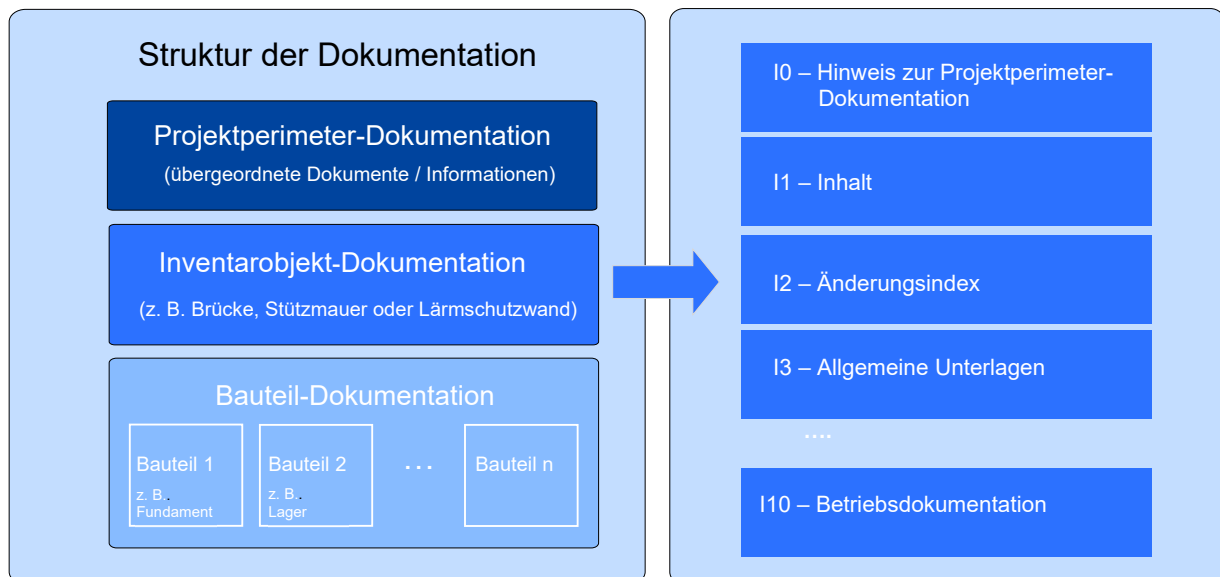 Struktur der Dokumentation
Projektperimeter-Dokumentation
(übergeordnete Dokumente / Informationen)
Inventarobjekt-Dokumentation
(z. B. Brücke, Stützmauer oder Lärmschutzwand)
Bauteil-Dokumentation
Bauteil 1
z. B..
Fundament
Bauteil 2
z. B..
Lager
...
Bauteil n
I0 – Hinweis zur Projektperimeter-
Dokumentation
I1 – Inhalt
I2 – Änderungsindex
I3 – Allgemeine Unterlagen
....
I10 – Betriebsdokumentation